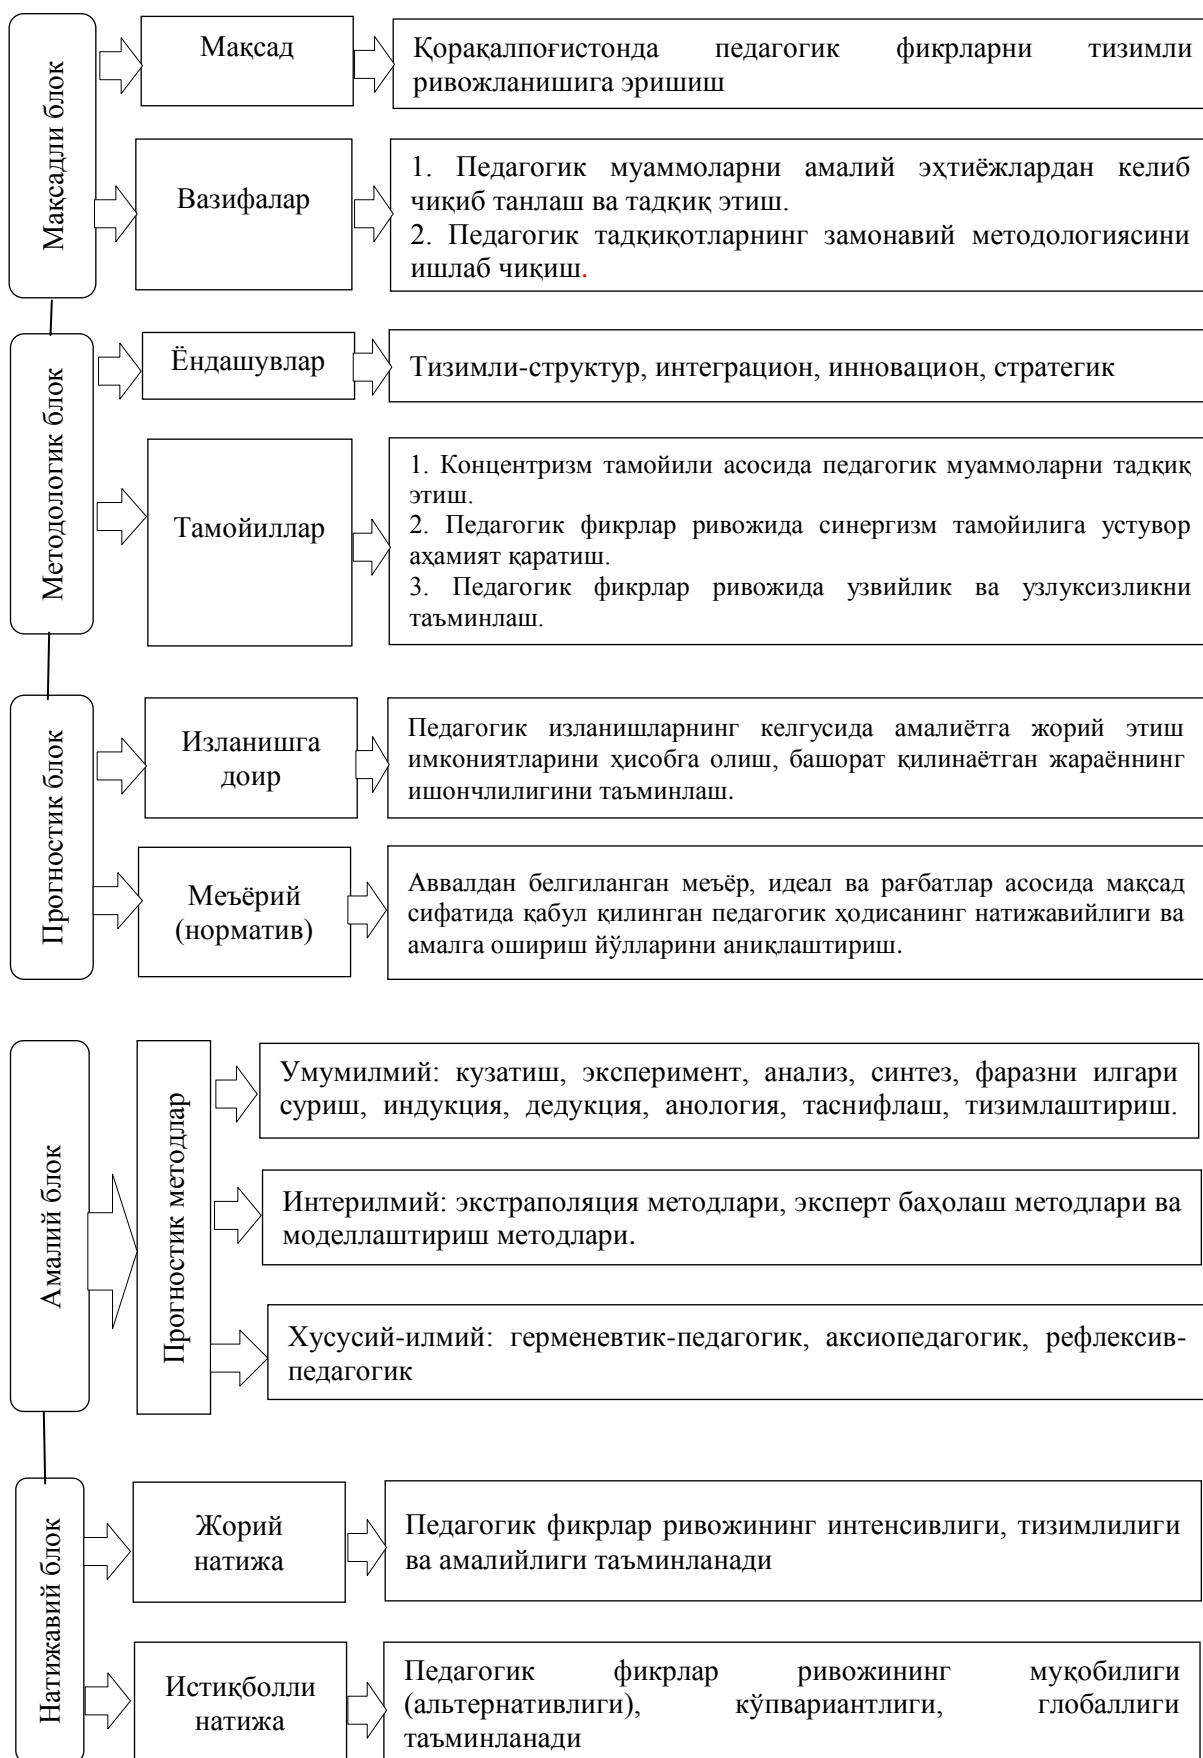 Мақсадли блок
Мақсад
Қорақалпоғистонда педагогик фикрларни тизимли
ривожланишига эришиш
Вазифалар
1. Педагогик муаммоларни амалий эҳтиёжлардан келиб
чиқиб танлаш ва тадқиқ этиш.
2. Педагогик тадқиқотларнинг замонавий методологиясини
ишлаб чиқиш.
Методологик блок
Ёндашувлар
Тизимли-структур, интеграцион, инновацион, стратегик
Тамойиллар
1. Концентризм тамойили асосида педагогик муаммоларни тадқиқ
этиш.
2. Педагогик фикрлар ривожида синергизм тамойилига устувор
аҳамият қаратиш.
3. Педагогик фикрлар ривожида узвийлик ва узлуксизликни
таъминлаш.
Прогностик блок
Изланишга
доир
Педагогик изланишларнинг келгусида амалиётга жорий этиш
имкониятларини ҳисобга олиш, башорат қилинаётган жараённинг
ишончлилигини таъминлаш.
Меъёрий
(норматив)
Аввалдан белгиланган меъёр, идеал ва рағбатлар асосида мақсад
сифатида қабул қилинган педагогик ҳодисанинг натижавийлиги ва
амалга ошириш йўлларини аниқлаштириш.
Амалий блок
Прогностик методлар
Умумилмий: кузатиш, эксперимент, анализ, синтез, фаразни илгари
суриш, индукция, дедукция, анология, таснифлаш, тизимлаштириш.
Интерилмий: экстраполяция методлари, эксперт баҳолаш методлари ва
моделлаштириш методлари.
Хусусий-илмий: герменевтик-педагогик, аксиопедагогик, рефлексив-
педагогик
Натижавий блок
Жорий
натижа
Педагогик фикрлар ривожининг интенсивлиги, тизимлилиги
ва амалийлиги таъминланади
Истиқболли
натижа
Педагогик фикрлар ривожининг муқобилиги
(альтернативлиги), кўпвариантлиги, глобаллиги
таъминланади